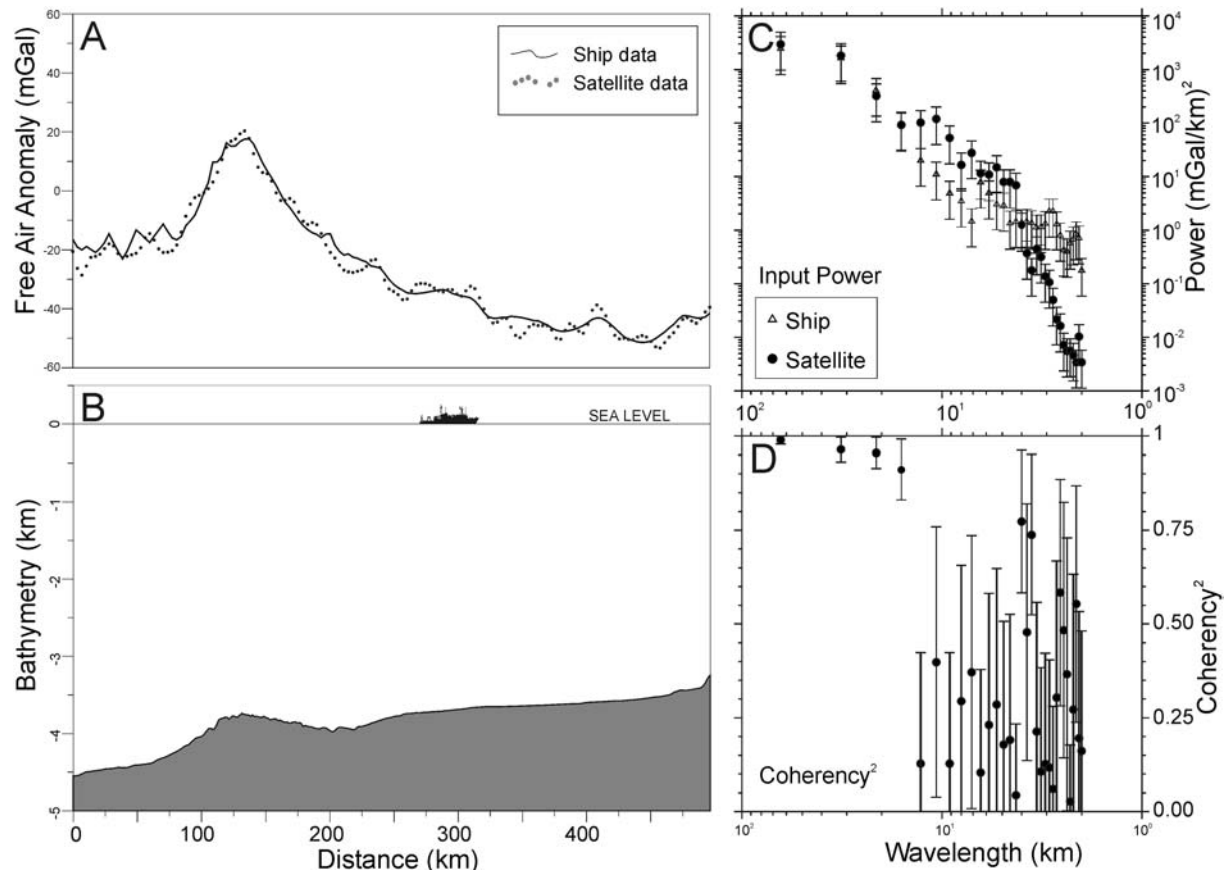 A
Free Air Anomaly (mGal)
60
40
20
0
-20
-40
-60
Ship data
Satellite data
B
SEA LEVEL
Bathymetry (km)
0
-1
-2
-3
-4
-5
0 100 200 300 400
Distance (km)
C
Input Power
Ship
Satellite
Power (mGal/km)²
10⁴
10³
10²
10¹
10⁰
10⁻¹
10⁻²
10⁻³
10² 10¹ 10⁰
D
Coherency²
Coherency²
1
0.75
0.50
0.25
0.00
10² 10¹ 10⁰
Wavelength (km)